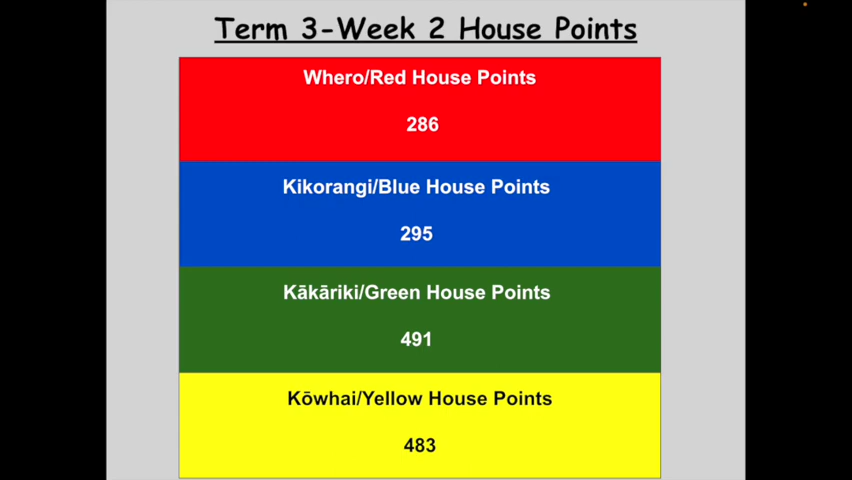 Term 3-Week 2 House Points
Whero/Red House Points
286
Kikorangi/Blue House Points
295
Kākāriki/Green House Points
491
Kōwhai/Yellow House Points
483